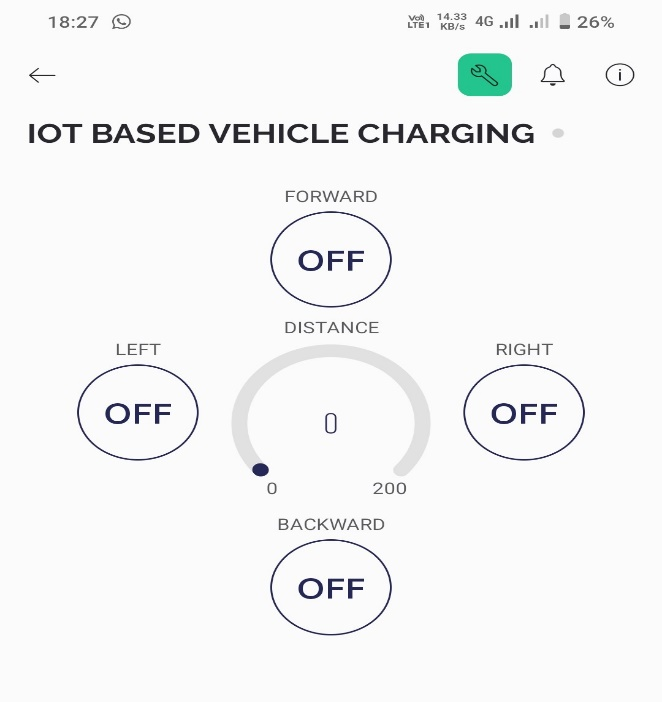 18:27 Vo) LTE1 14.33 KB/s 4G 26%
i
IOT BASED VEHICLE CHARGING
FORWARD
OFF
DISTANCE
LEFT RIGHT
OFF 0 OFF
0 200
BACKWARD
OFF